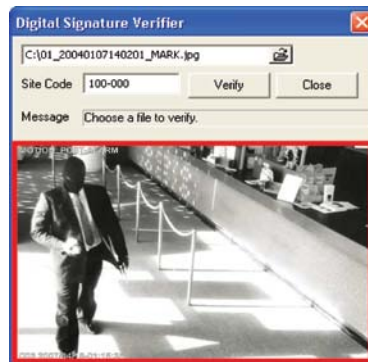 Digital Signature Verifier
C:\01_20040107140201_MARK.jpg
Site Code 100-000 Verify Close
Message Choose a file to verify.